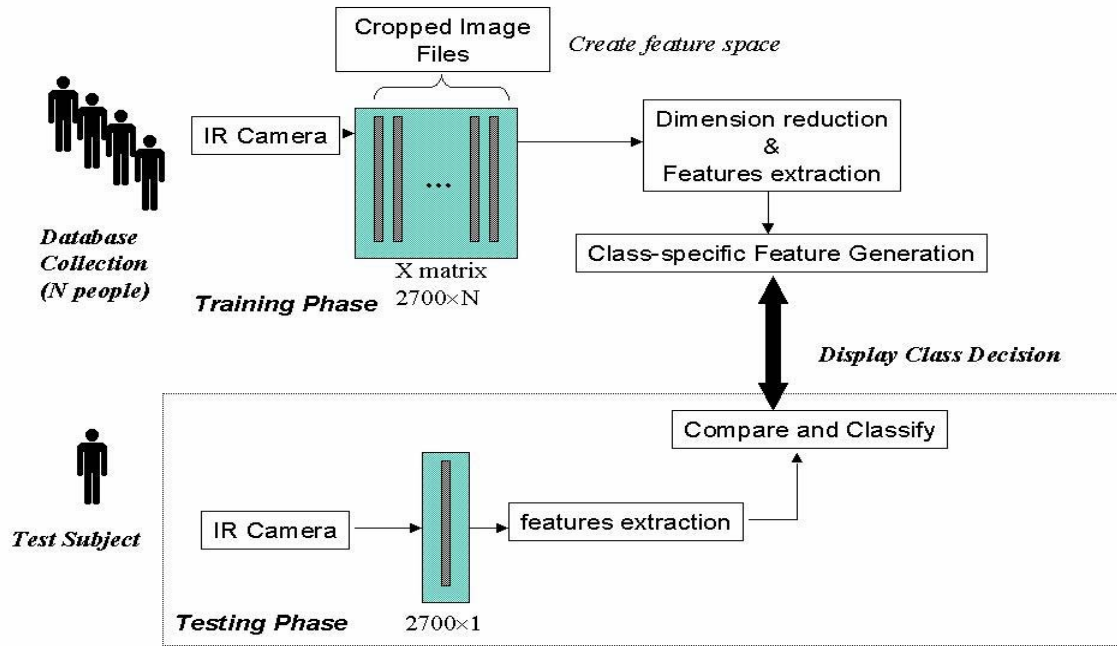 Cropped Image
Files
Create feature space
IR Camera
Dimension reduction
&
Features extraction
...
Database
Collection
(N people)
Class-specific Feature Generation
X matrix
2700×N
Training Phase
Display Class Decision
Compare and Classify
Test Subject
IR Camera
features extraction
Testing Phase
2700×1